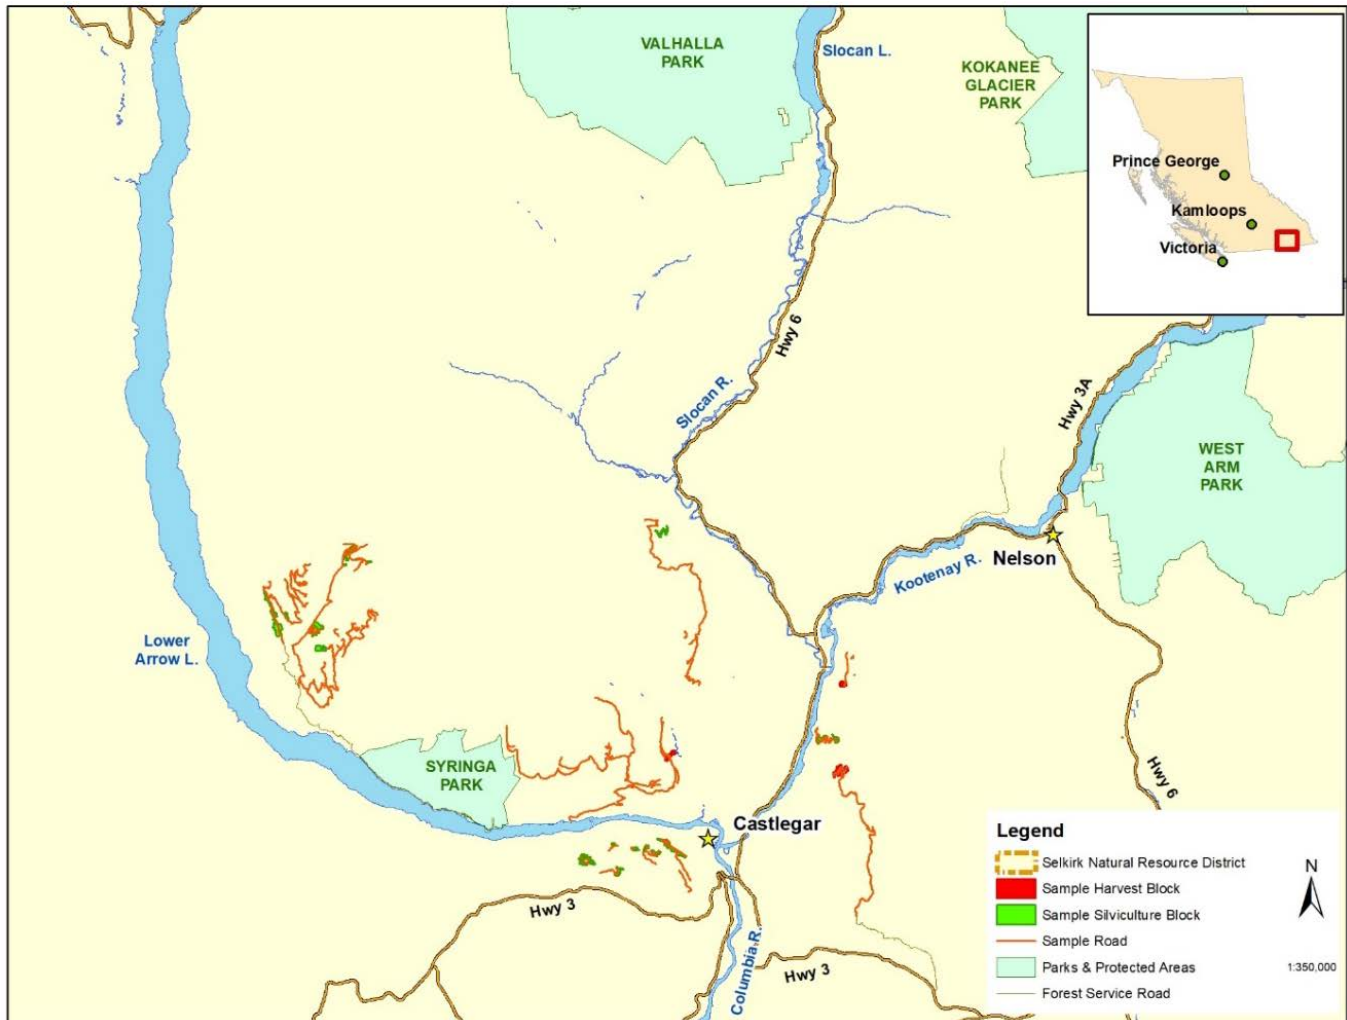 VALHALLA
PARK
Slocan L.
KOKANEE
GLACIER
PARK
Prince George
Kamloops
Victoria
Hwy 6
Slocan R.
Hwy 3A
WEST
ARM
PARK
Nelson
Kootenay R.
Lower
Arrow L.
SYRINGA
PARK
Castlegar
Hwy 6
Hwy 3
Columbia R.
Hwy 3
Legend
Selkirk Natural Resource District
Sample Harvest Block
Sample Silviculture Block
Sample Road
Parks & Protected Areas
Forest Service Road
N
1:350,000